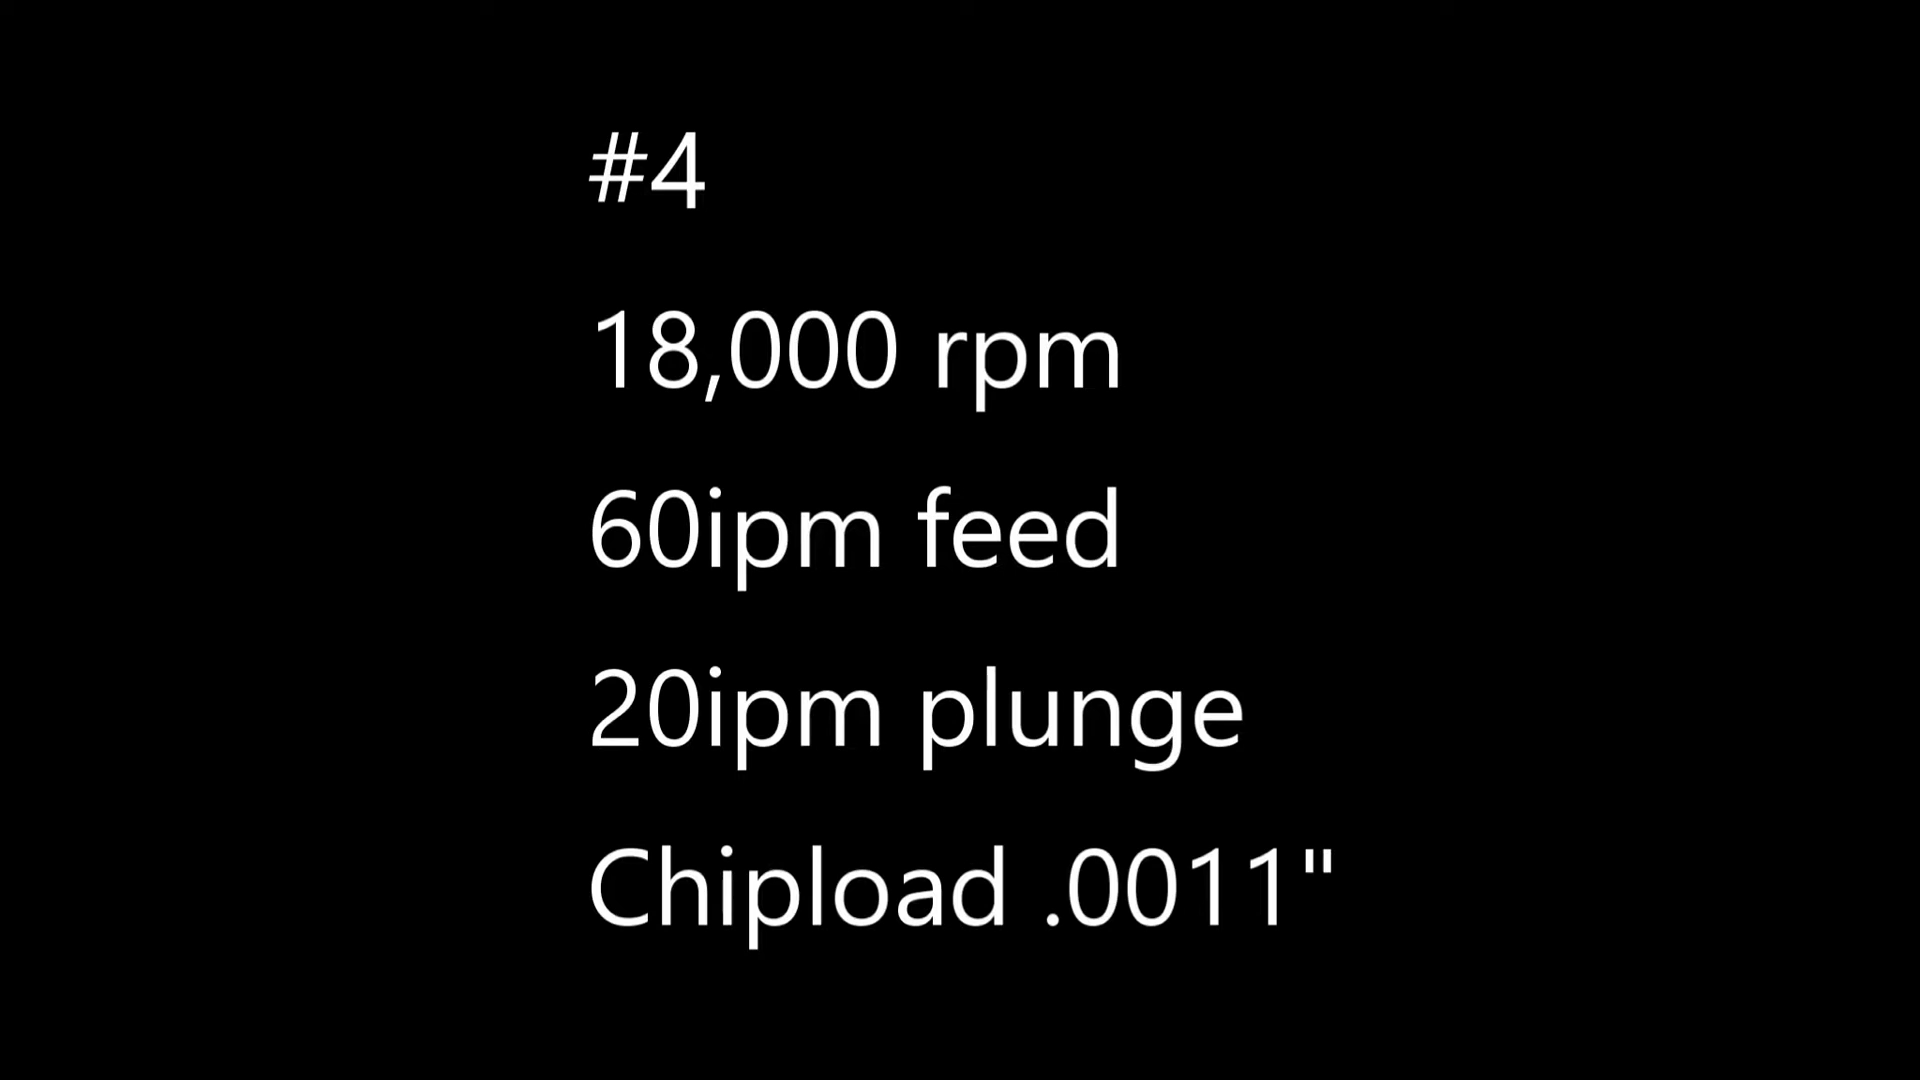 #4
18,000 rpm
60ipm feed
20ipm plunge
Chipload .0011"